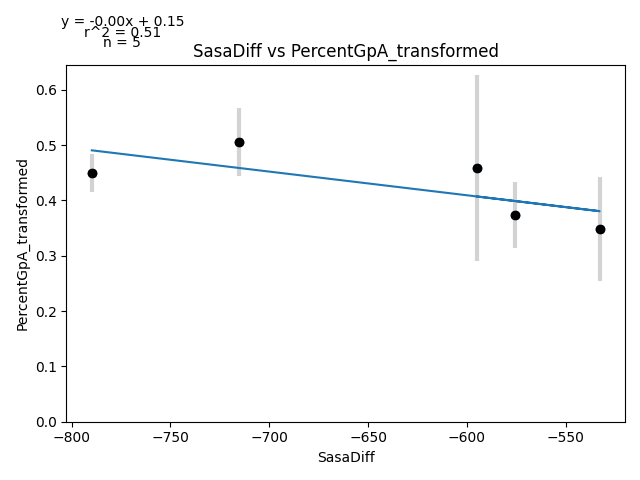 y = -0.00x + 0.15
r^2 = 0.51
n = 5
SasaDiff vs PercentGpA_transformed
PercentGpA_transformed
0.6
0.5
0.4
0.3
0.2
0.1
0.0
−800 −750 −700 −650 −600 −550
SasaDiff